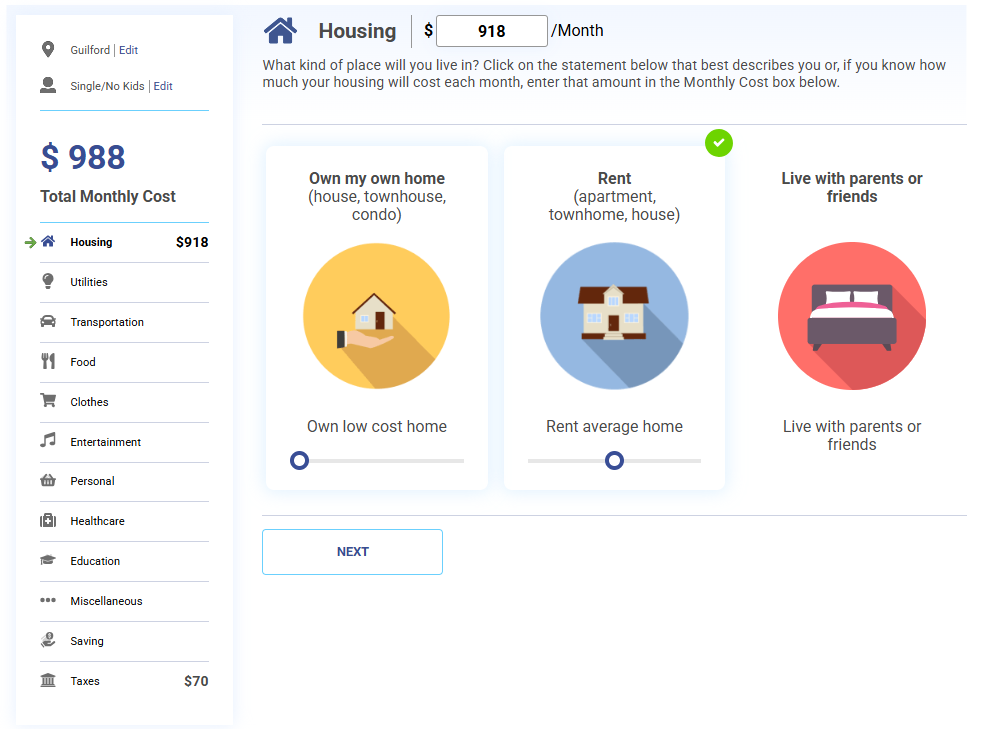 Guilford | Edit
Single/No Kids | Edit
$ 988
Total Monthly Cost
Housing $918
Utilities
Transportation
Food
Clothes
Entertainment
Personal
Healthcare
Education
Miscellaneous
Saving
Taxes $70
Housing $ 918 /Month
What kind of place will you live in? Click on the statement below that best describes you or, if you know how
much your housing will cost each month, enter that amount in the Monthly Cost box below.
Own my own home
(house, townhouse,
condo)
Own low cost home
Rent
(apartment,
townhome, house)
Rent average home
Live with parents or
friends
Live with parents or
friends
NEXT